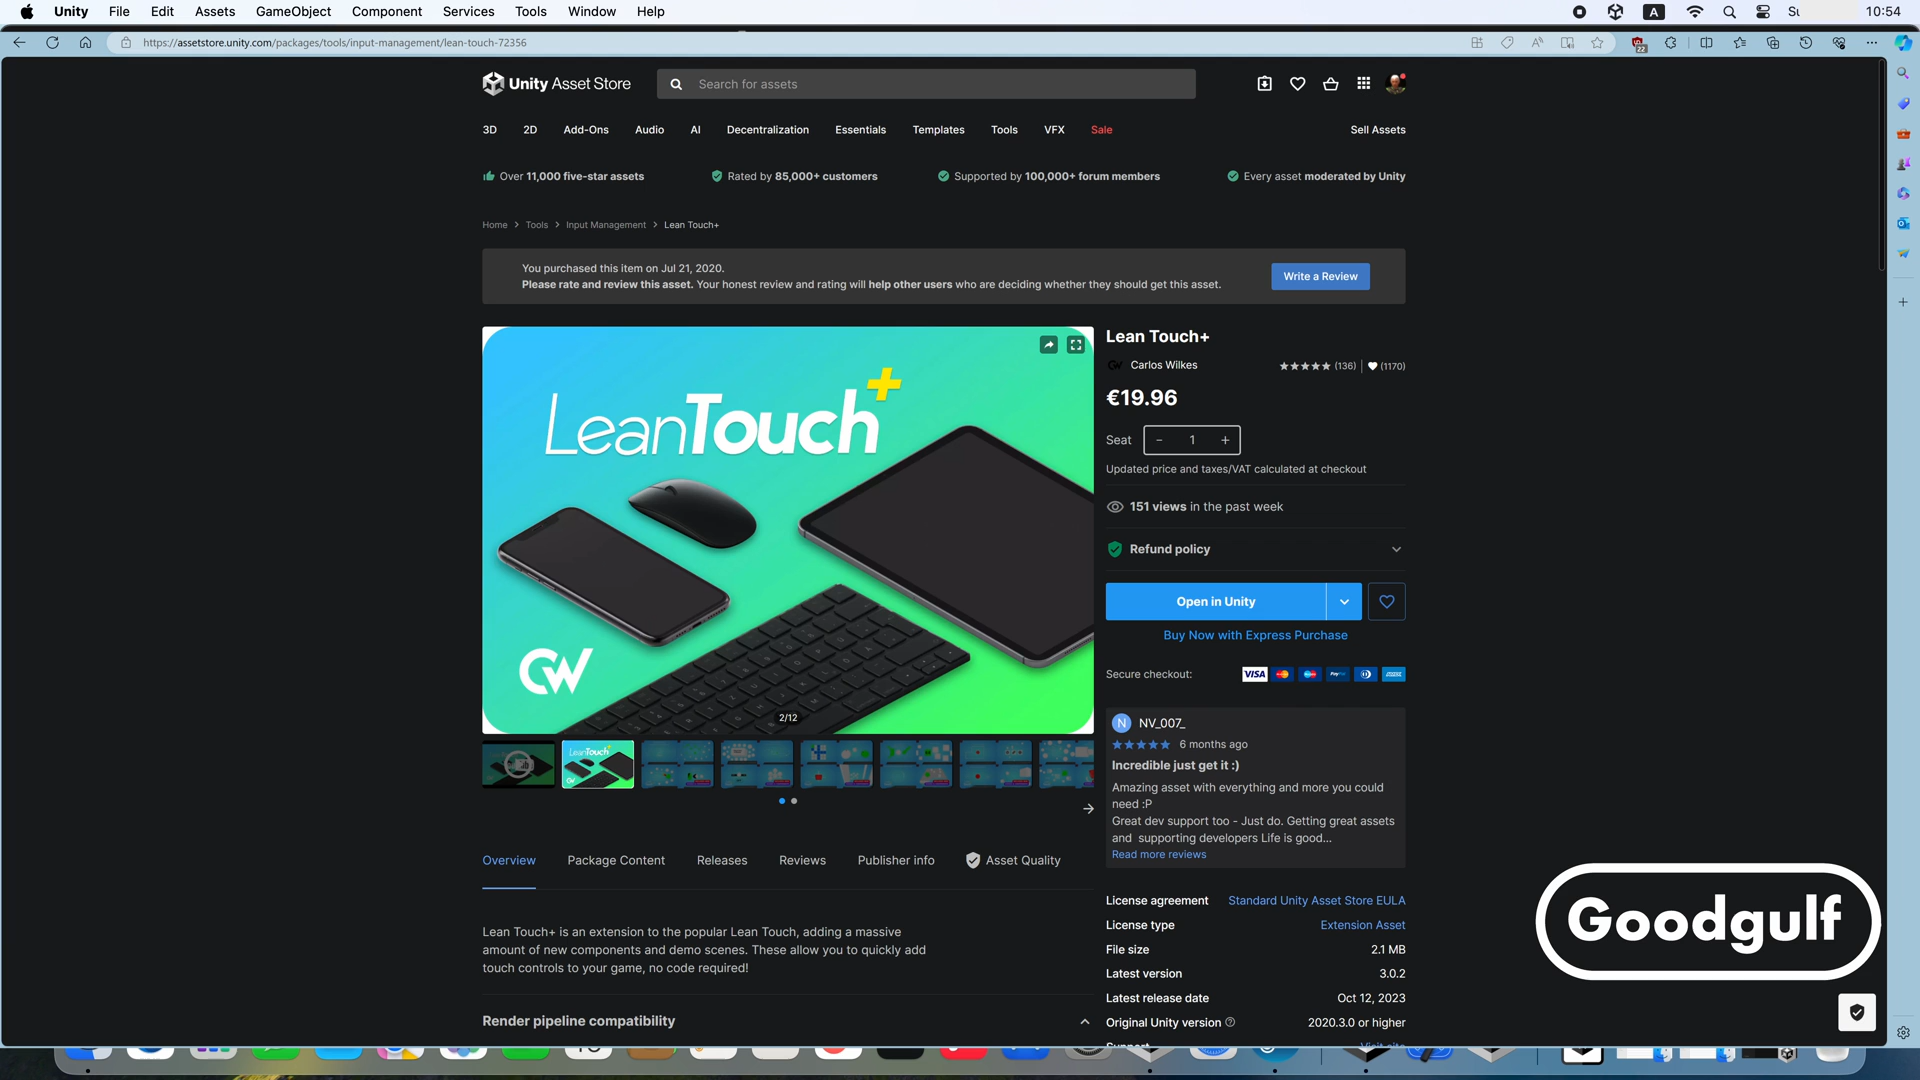 Unity File Edit Assets GameObject Component Services Tools Window Help A 10:54
https://assetstore.unity.com/packages/tools/input-management/lean-touch-72356
22
Unity Asset Store Search for assets
3D 2D Add-Ons Audio AI Decentralization Essentials Templates Tools VFX Sale Sell Assets
Over 11,000 five-star assets Rated by 85,000+ customers Supported by 100,000+ forum members Every asset moderated by Unity
Home > Tools > Input Management > Lean Touch+
You purchased this item on Jul 21, 2020.
Please rate and review this asset. Your honest review and rating will help other users who are deciding whether they should get this asset.
Write a Review
LeanTouch+
CW
2/12
Lean Touch+
Carlos Wilkes (136) | (1170)
€19.96
Seat - 1 +
Updated price and taxes/VAT calculated at checkout
151 views in the past week
Refund policy
Open in Unity
Buy Now with Express Purchase
Secure checkout: VISA PayPal
N NV_007_
6 months ago
Incredible just get it :)
Amazing asset with everything and more you could
need :P
Great dev support too - Just do. Getting great assets
and supporting developers Life is good...
Read more reviews
Overview Package Content Releases Reviews Publisher info Asset Quality
Lean Touch+ is an extension to the popular Lean Touch, adding a massive
amount of new components and demo scenes. These allow you to quickly add
touch controls to your game, no code required!
Render pipeline compatibility
License agreement Standard Unity Asset Store EULA
License type Extension Asset
File size 2.1 MB
Latest version 3.0.2
Latest release date Oct 12, 2023
Original Unity version 2020.3.0 or higher
Goodgulf